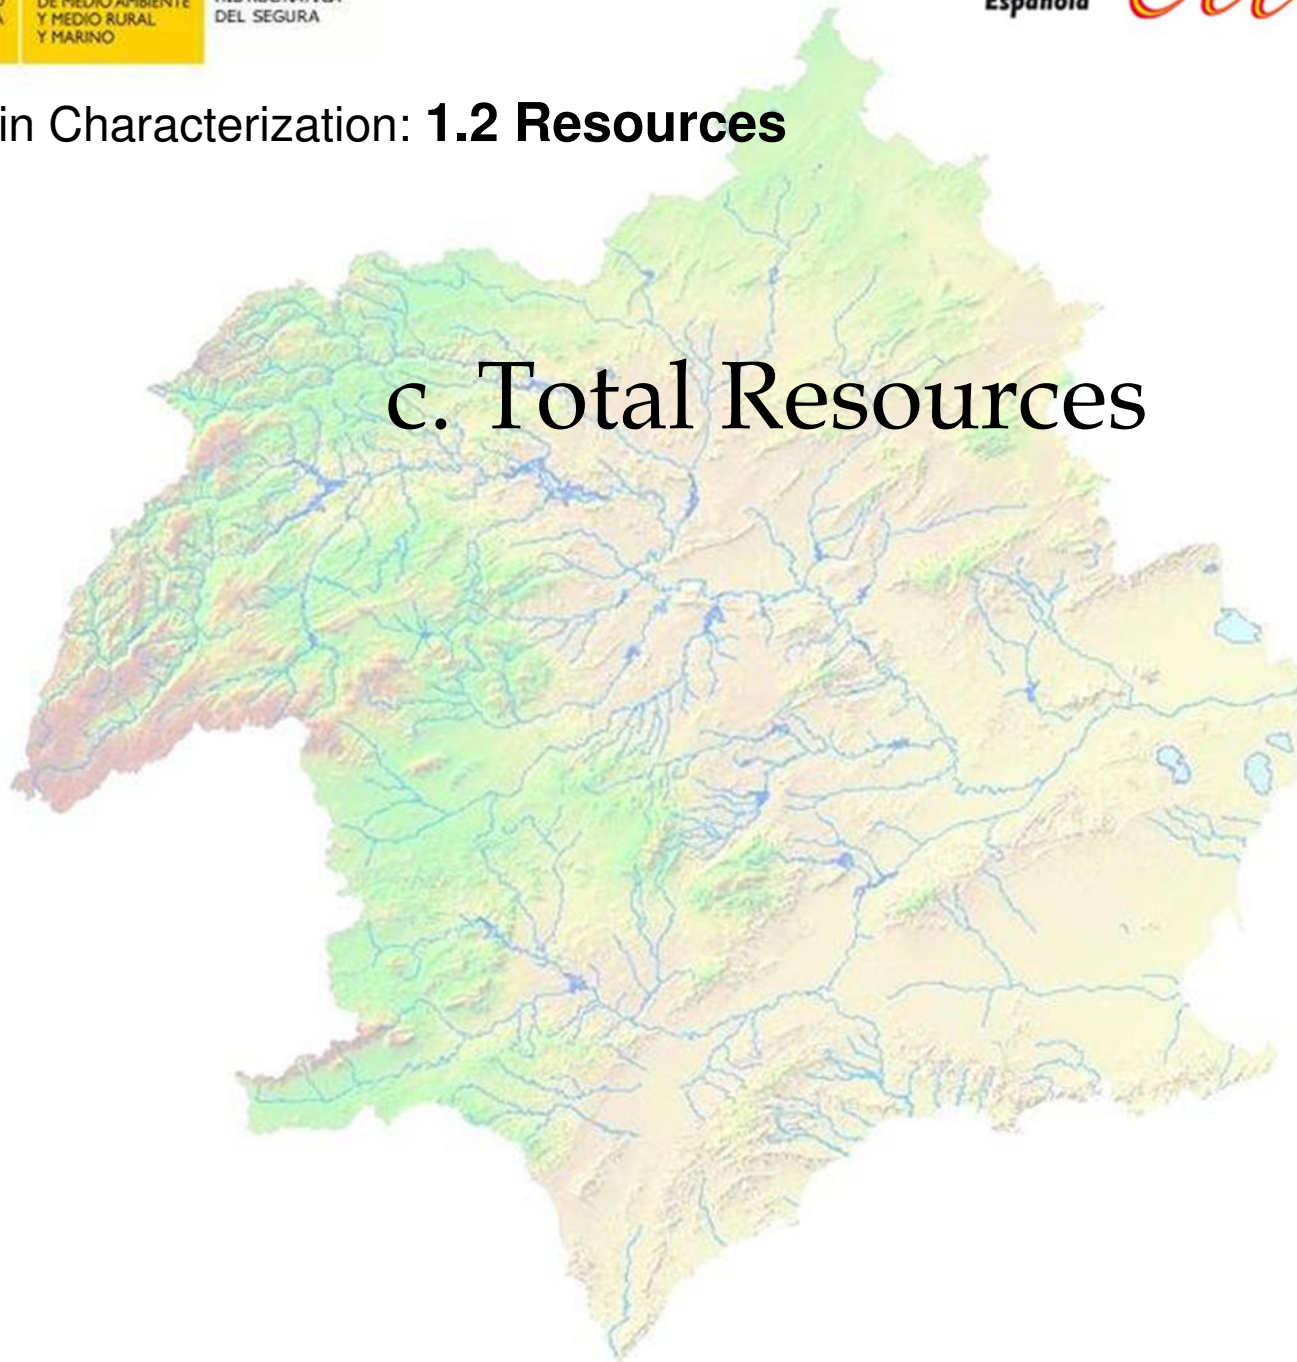 DE MEDIO AMBIENTE
Y MEDIO RURAL
Y MARINO
DEL SEGURA
Española
in Characterization: 1.2 Resources
c. Total Resources